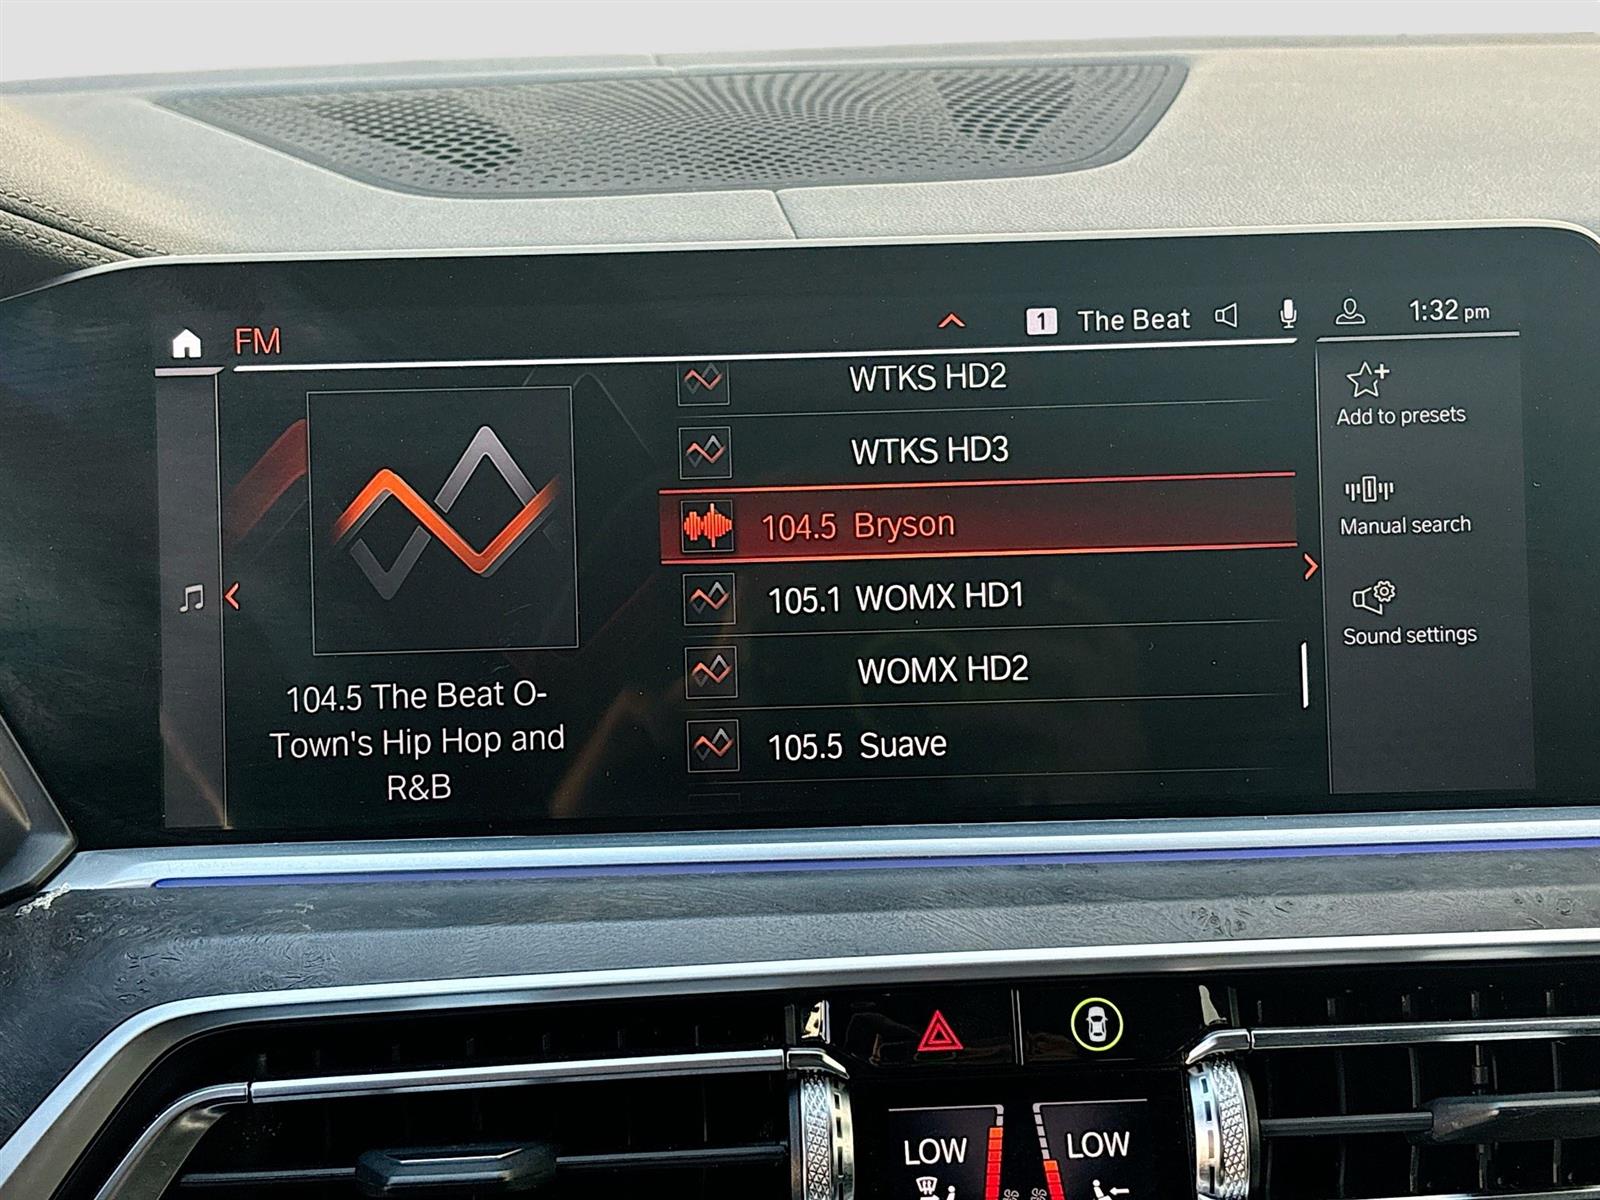 FM
1 The Beat
1:32 pm
WTKS HD2
WTKS HD3
104.5 Bryson
105.1 WOMX HD1
WOMX HD2
105.5 Suave
104.5 The Beat O-
Town's Hip Hop and
R&B
Add to presets
Manual search
Sound settings
LOW
LOW